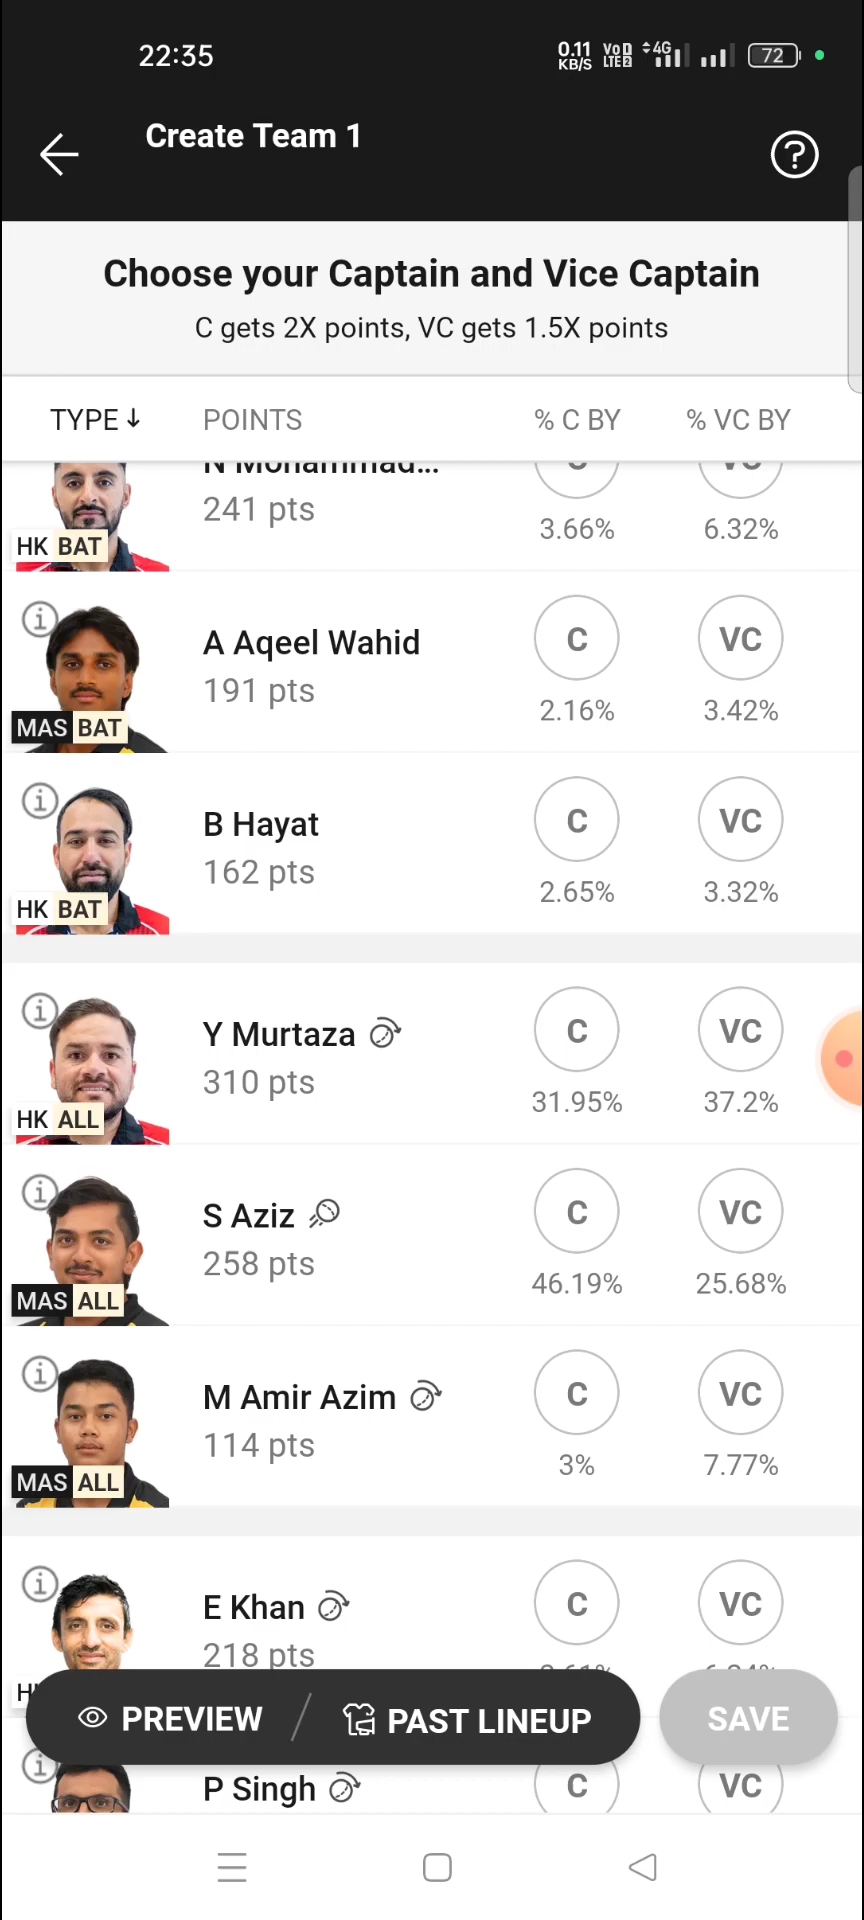 22:35
0.11 KB/S
VoD LTE 2
4G
72
Create Team 1
Choose your Captain and Vice Captain
C gets 2X points, VC gets 1.5X points
TYPE POINTS % C BY % VC BY
N Mohammad...
C VC
241 pts
3.66% 6.32%
HK BAT
A Aqeel Wahid
C VC
191 pts
2.16% 3.42%
MAS BAT
B Hayat
C VC
162 pts
2.65% 3.32%
HK BAT
Y Murtaza
C VC
310 pts
31.95% 37.2%
HK ALL
S Aziz
C VC
258 pts
46.19% 25.68%
MAS ALL
M Amir Azim
C VC
114 pts
3% 7.77%
MAS ALL
E Khan
C VC
218 pts
PREVIEW PAST LINEUP SAVE
P Singh
C VC